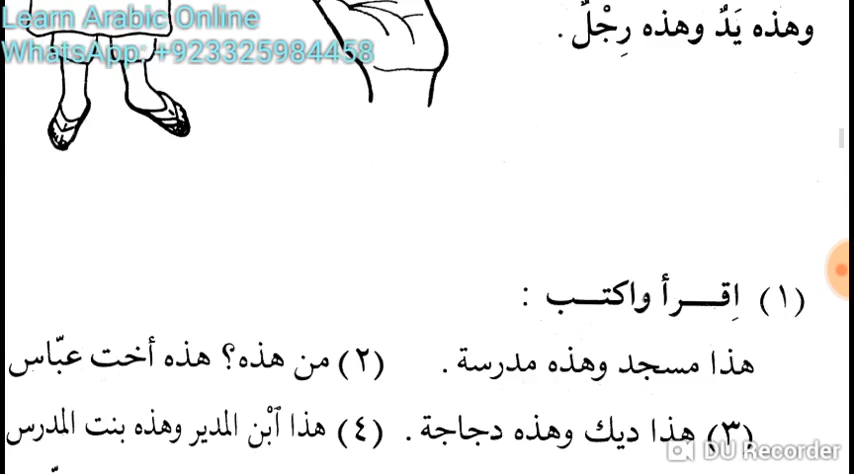 Learn Arabic Online
WhatsApp: +923325984458
وهذه يَدٌ وهذه رِجْلٌ .
(١) اِقـــرأ واكتــب :
هذا مسجد وهذه مدرسة . (٢) من هذه؟ هذه أخت عبّاس
(٣) هذا ديك وهذه دجاجة . (٤) هذا ٱبْن المدير وهذه بنت المدرس
DU Recorder